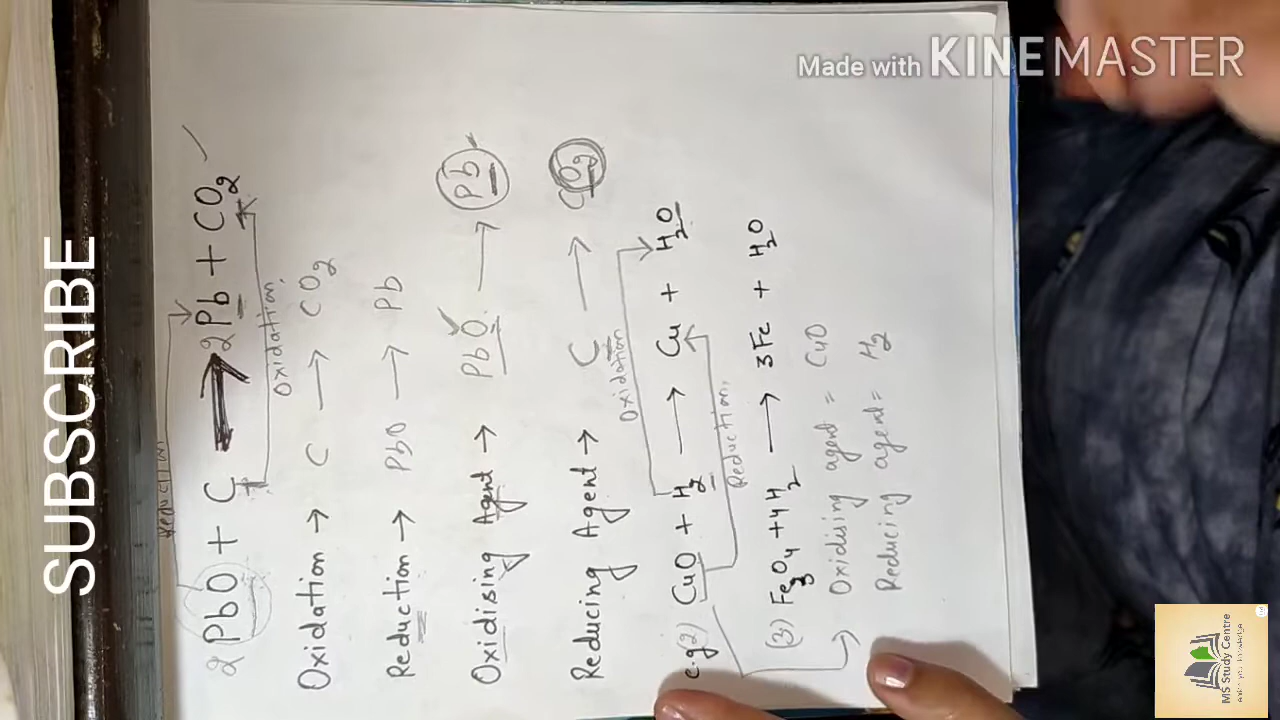 Made with KINEMASTER
SUBSCRIBE
Reduction
2PbO + C → 2Pb + CO2 ✓
Oxidation
Oxidation → C → CO2
Reduction → PbO → Pb
Oxidising Agent → PbO → Pb
Reducing Agent → C → CO2
Oxidation
e.g(2) CuO + H2 → Cu + H2O
Reduction
(3) Fe3O4 + 4H2 → 3Fe + H2O
Oxidising agent = CuO
Reducing agent = H2
MS Study Centre